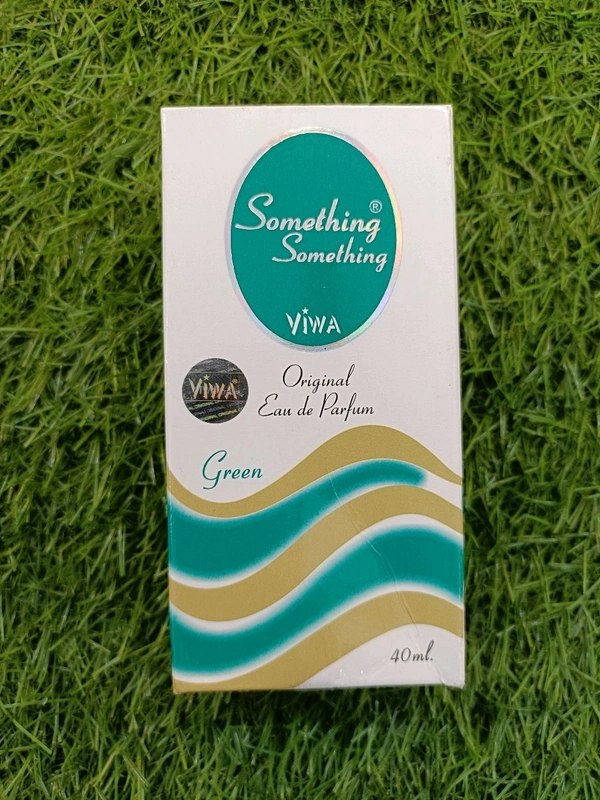 Something®
Something
ViWA
ViWA
Original
Eau de Parfum
Green
40ml.